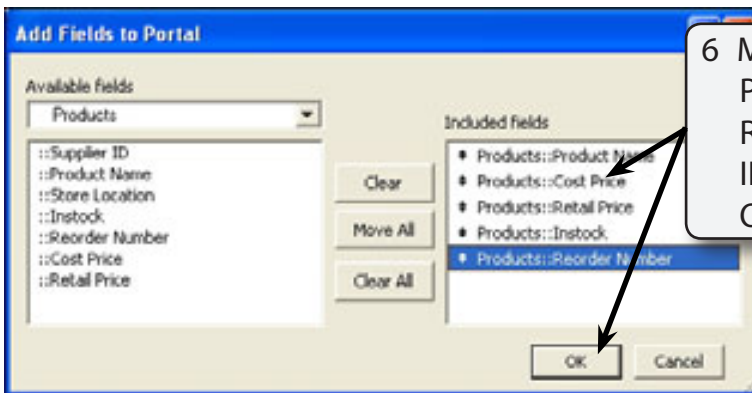 Add Fields to Portal
Available fields
Products
::Supplier ID
::Product Name
::Store Location
::Instock
::Reorder Number
::Cost Price
::Retail Price
Clear
Move All
Clear All
Included fields
Products::Product Name
Products::Cost Price
Products::Retail Price
Products::Instock
Products::Reorder Number
OK
Cancel
6